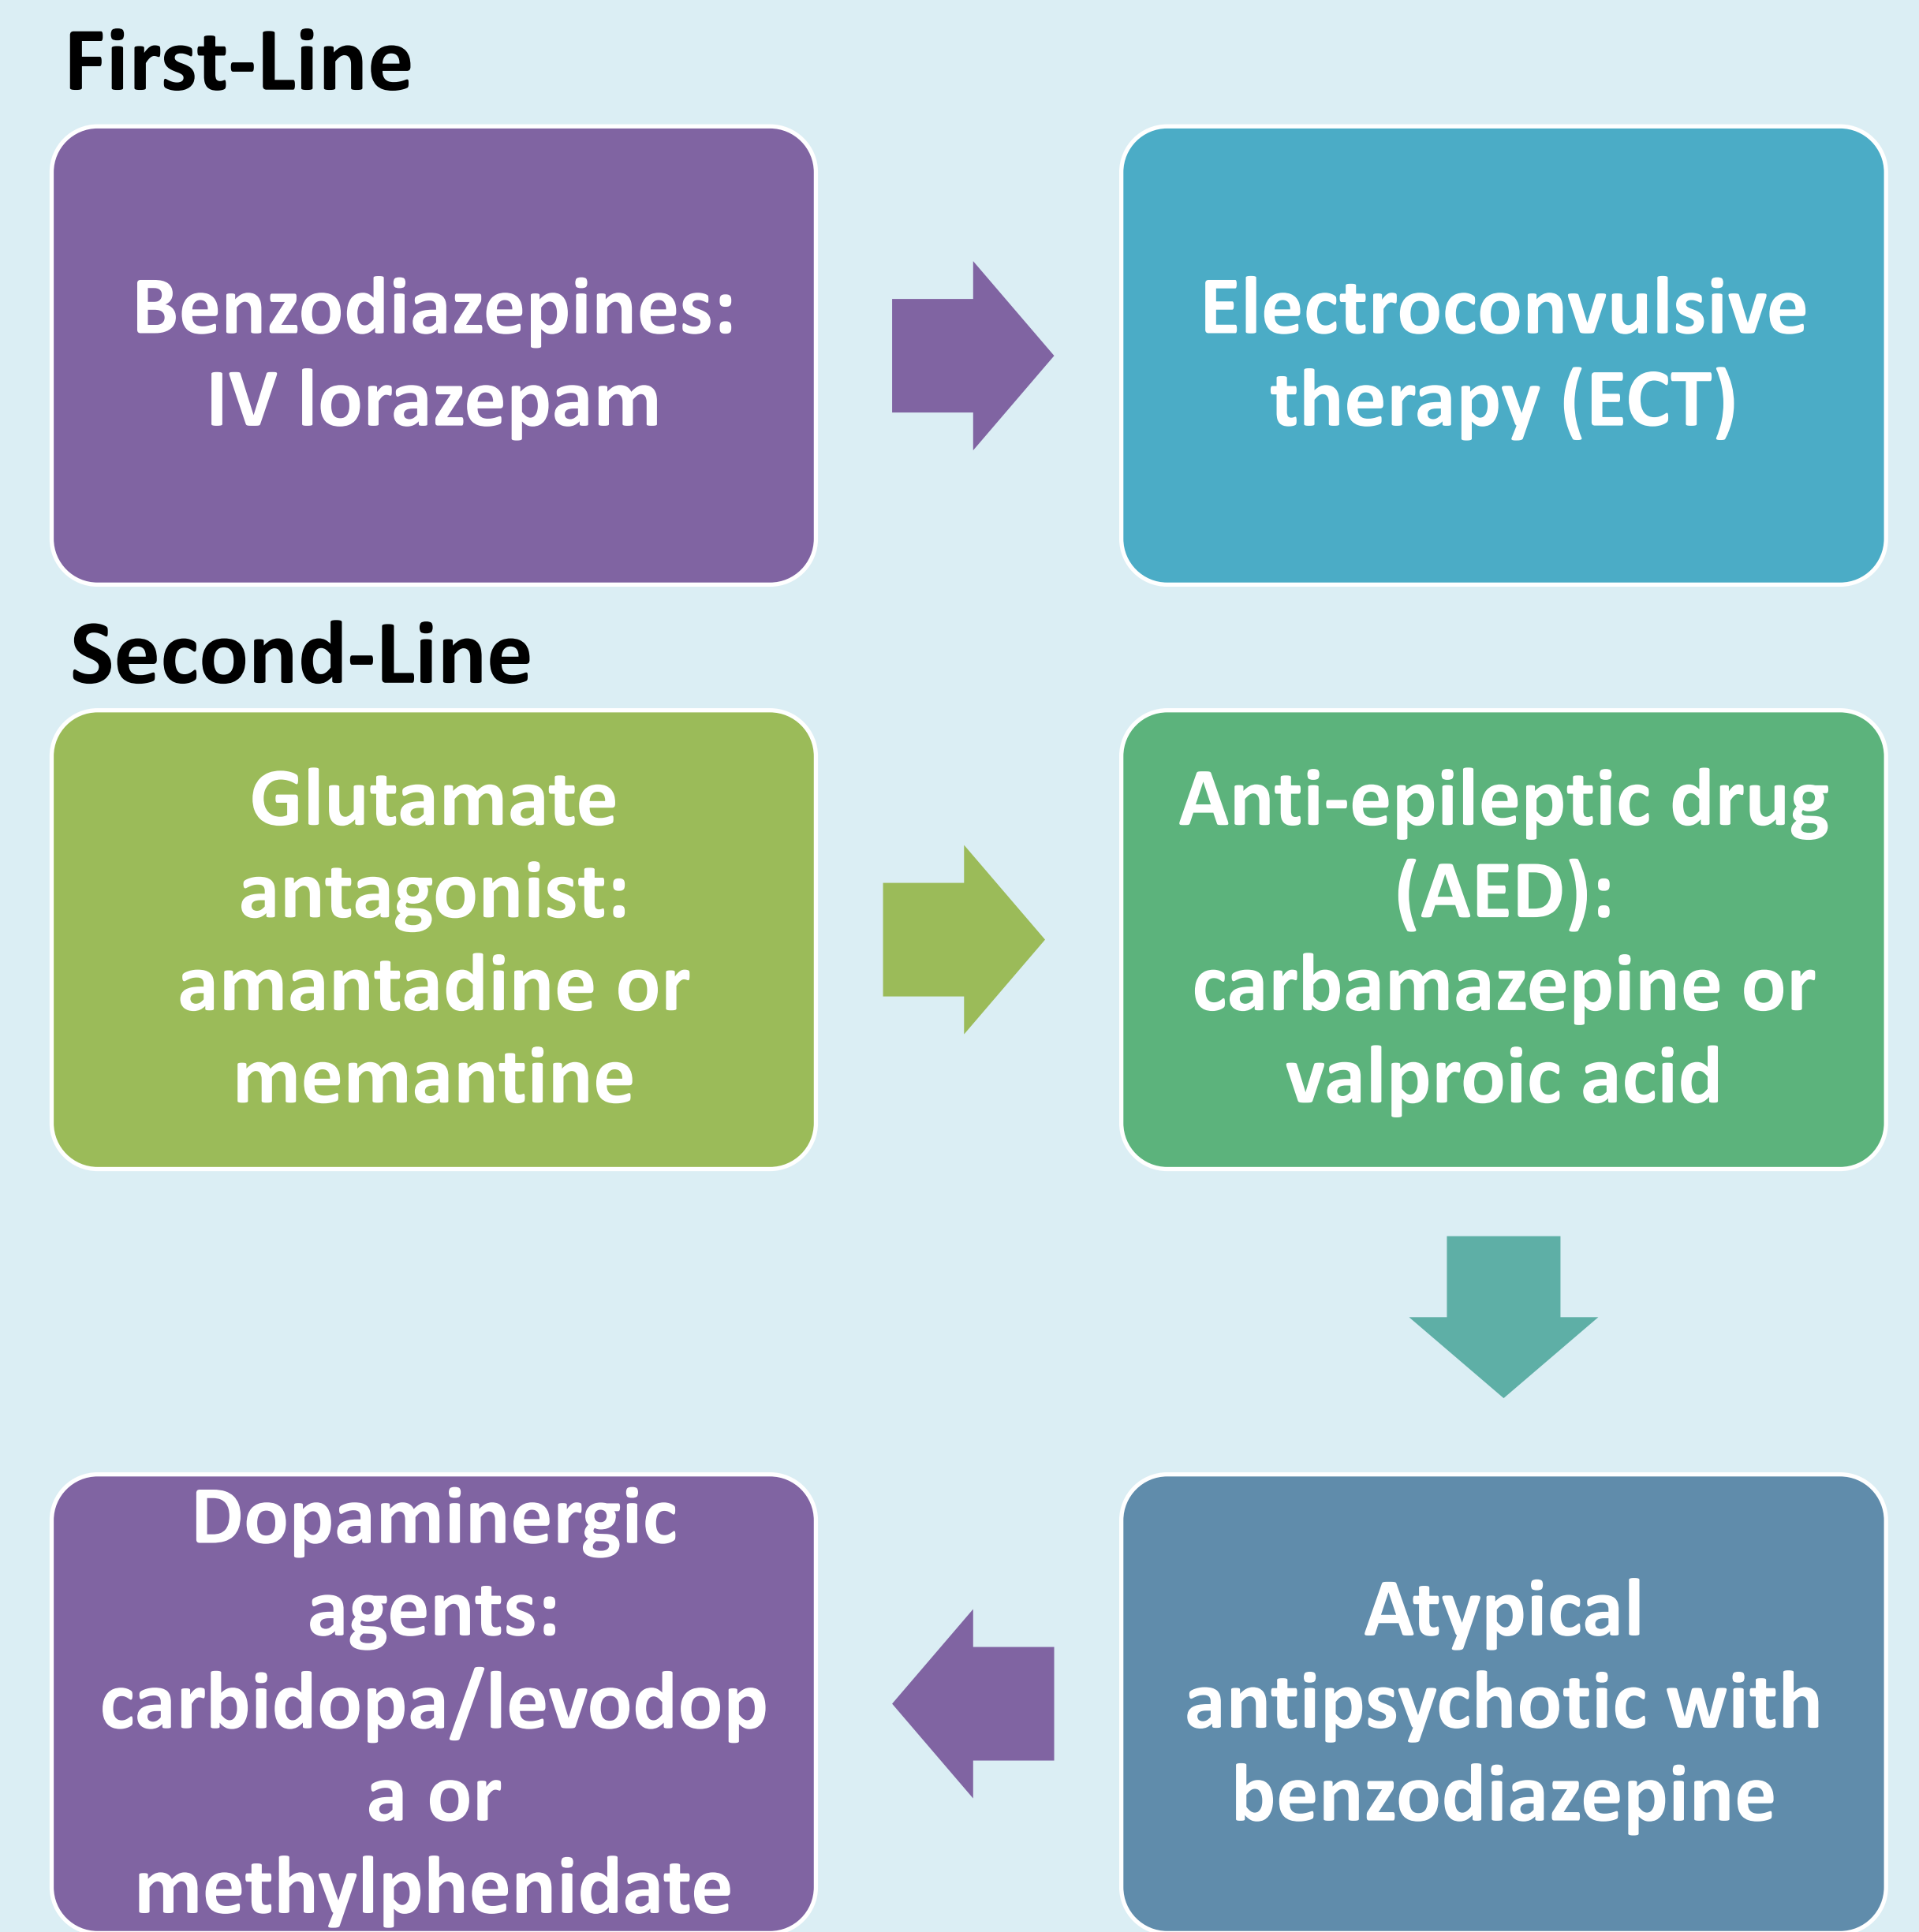 First-Line
Benzodiazepines:
IV lorazepam
Electroconvulsive
therapy (ECT)
Second-Line
Glutamate
antagonist:
amantadine or
memantine
Anti-epileptic drug
(AED):
carbamazepine or
valproic acid
Atypical
antipsychotic with
benzodiazepine
Dopaminergic
agents:
carbidopa/levodop
a or
methylphenidate